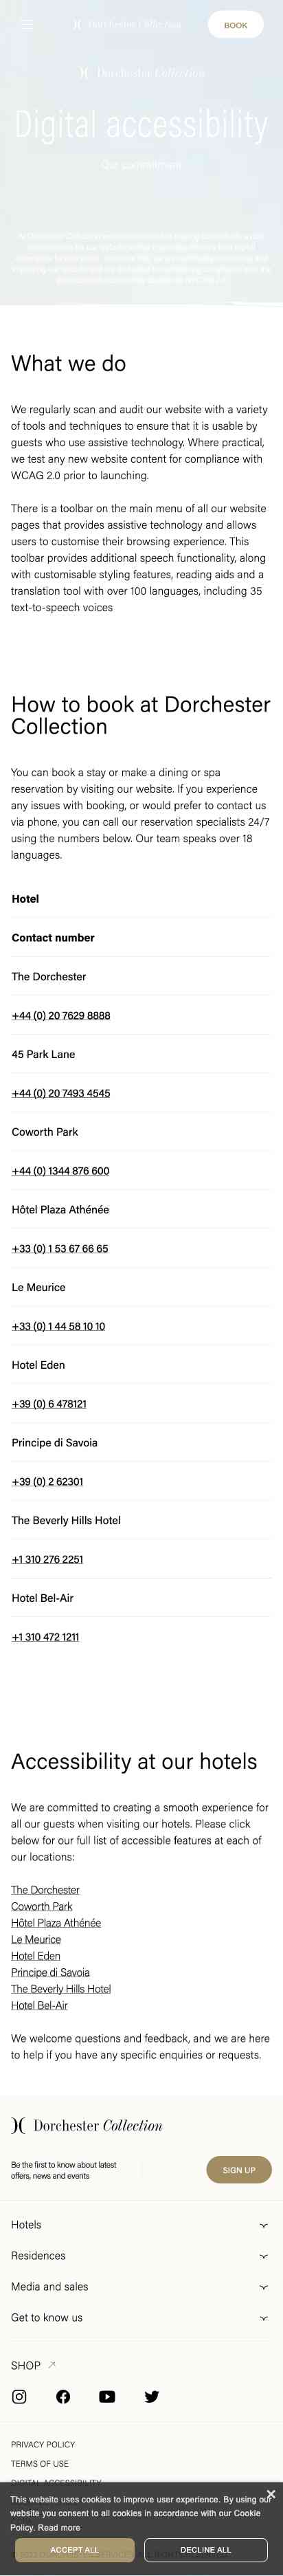 Dorchester Collection
BOOK
Dorchester Collection
Digital accessibility
Our commitment
What we do
We regularly scan and audit our website with a variety
of tools and techniques to ensure that it is usable by
guests who use assistive technology. Where practical,
we test any new website content for compliance with
WCAG 2.0 prior to launching.
There is a toolbar on the main menu of all our website
pages that provides assistive technology and allows
users to customise their browsing experience. This
toolbar provides additional speech functionality, along
with customisable styling features, reading aids and a
translation tool with over 100 languages, including 35
text-to-speech voices
How to book at Dorchester
Collection
You can book a stay or make a dining or spa
reservation by visiting our website. If you experience
any issues with booking, or would prefer to contact us
via phone, you can call our reservation specialists 24/7
using the numbers below. Our team speaks over 18
languages.
Hotel
Contact number
The Dorchester
+44 (0) 20 7629 8888
45 Park Lane
+44 (0) 20 7493 4545
Coworth Park
+44 (0) 1344 876 600
Hôtel Plaza Athénée
+33 (0) 1 53 67 66 65
Le Meurice
+33 (0) 1 44 58 10 10
Hotel Eden
+39 (0) 6 478121
Principe di Savoia
+39 (0) 2 62301
The Beverly Hills Hotel
+1 310 276 2251
Hotel Bel-Air
+1 310 472 1211
Accessibility at our hotels
We are committed to creating a smooth experience for
all our guests when visiting our hotels. Please click
below for our full list of accessible features at each of
our locations:
The Dorchester
Coworth Park
Hôtel Plaza Athénée
Le Meurice
Hotel Eden
Principe di Savoia
The Beverly Hills Hotel
Hotel Bel-Air
We welcome questions and feedback, and we are here
to help if you have any specific enquiries or requests.
Dorchester Collection
Be the first to know about latest
offers, news and events
SIGN UP
Hotels
Residences
Media and sales
Get to know us
SHOP
PRIVACY POLICY
TERMS OF USE
DIGITAL ACCESSIBILITY
This website uses cookies to improve user experience. By using our
website you consent to all cookies in accordance with our Cookie
Policy. Read more
ACCEPT ALL
DECLINE ALL